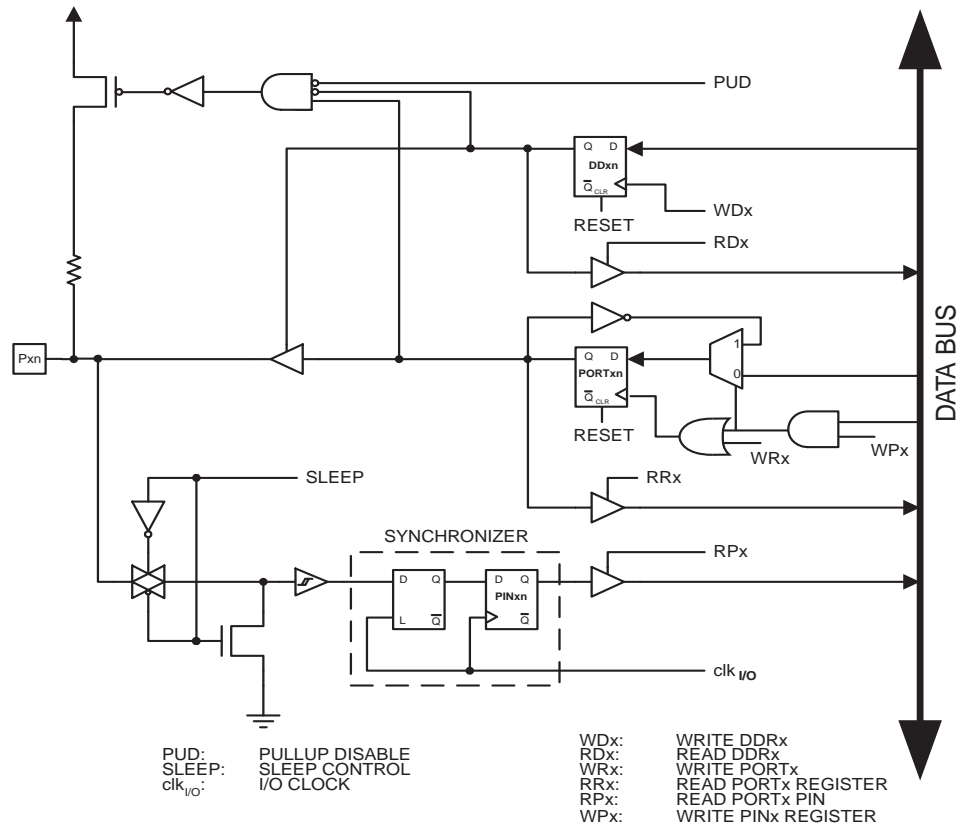 PUD
Q D
DDxn
Q CLR
WDx
RESET
RDx
Pxn
Q D
PORTxn
Q CLR
1
0
RESET
WRx
WPx
DATA BUS
SLEEP
RRx
SYNCHRONIZER
RPx
D Q
L Q
D Q
PINxn
Q
clk I/O
PUD: PULLUP DISABLE
SLEEP: SLEEP CONTROL
clkI/O: I/O CLOCK
WDx: WRITE DDRx
RDx: READ DDRx
WRx: WRITE PORTx
RRx: READ PORTx REGISTER
RPx: READ PORTx PIN
WPx: WRITE PINx REGISTER